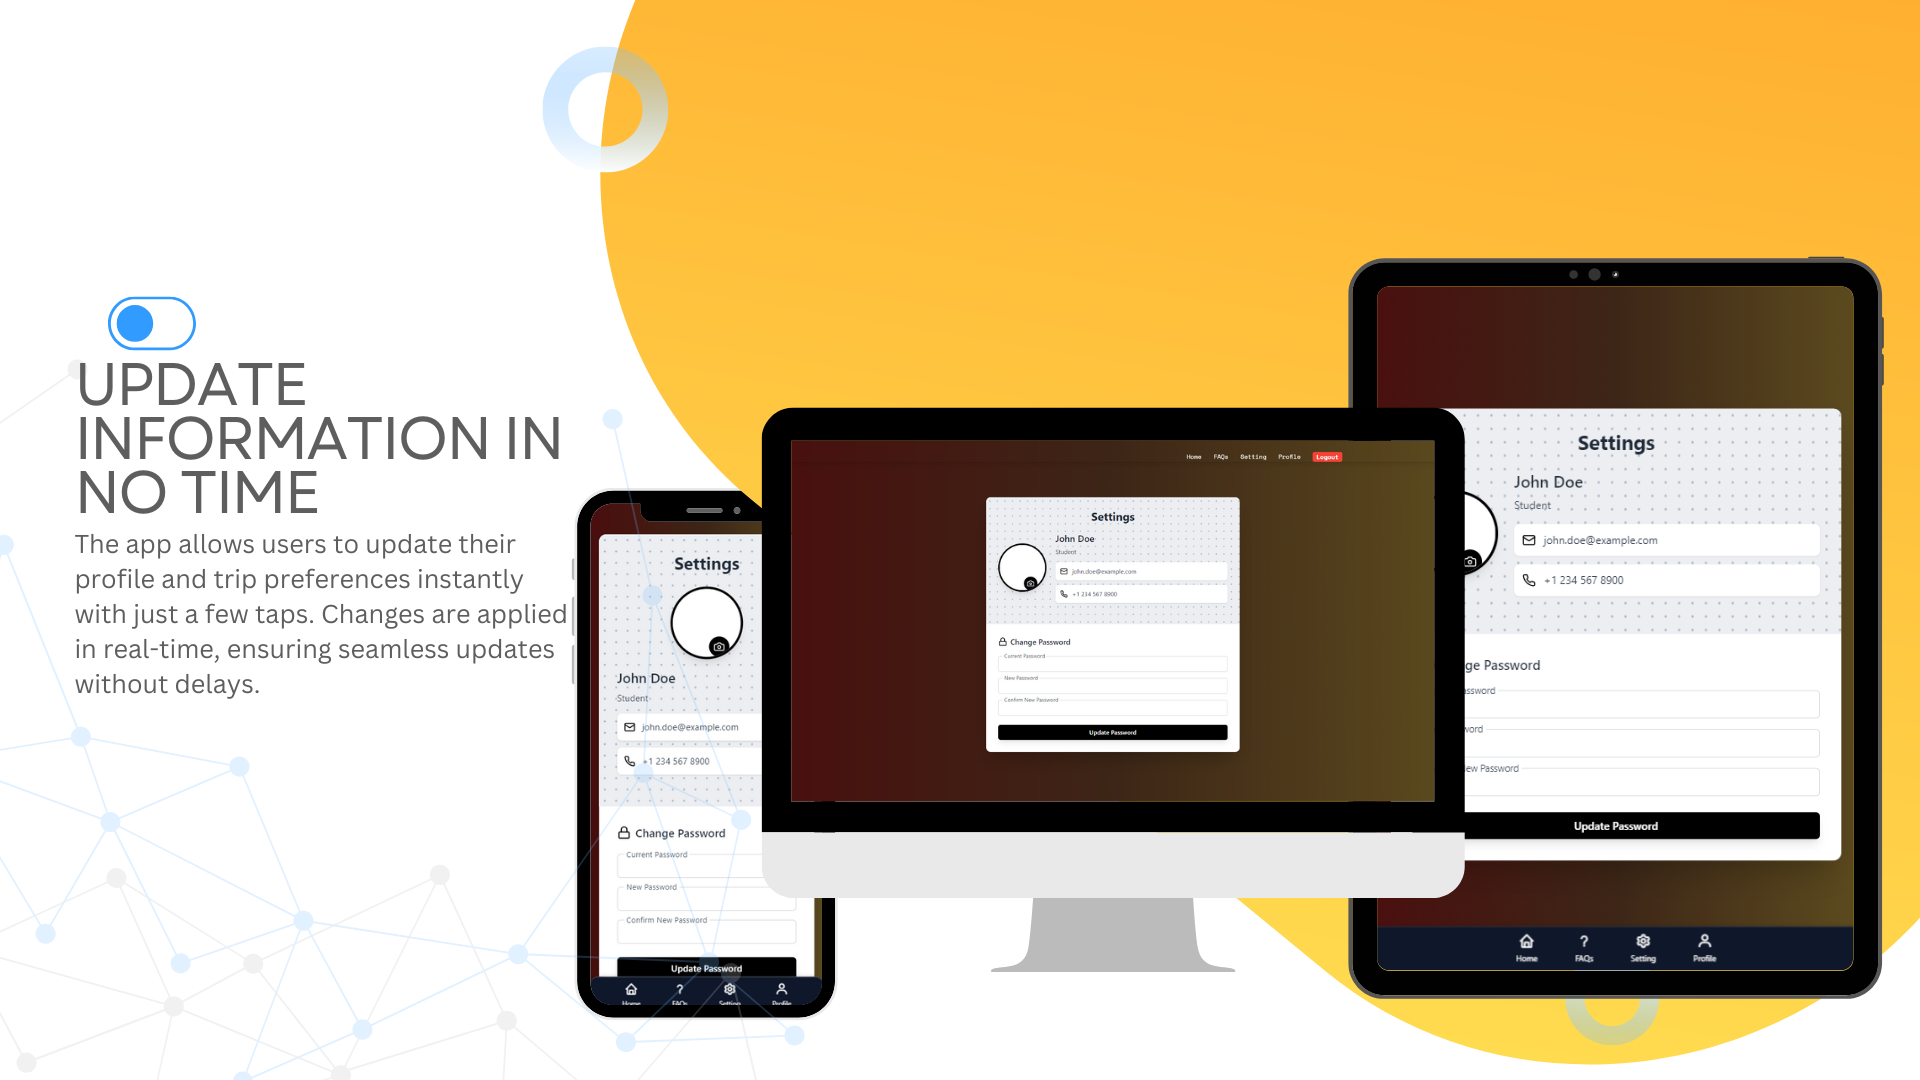 UPDATE
INFORMATION IN
NO TIME
The app allows users to update their
profile and trip preferences instantly
with just a few taps. Changes are applied
in real-time, ensuring seamless updates
without delays.
Settings
John Doe
Student
john.doe@example.com
+1 234 567 8900
Change Password
Current Password
New Password
Confirm New Password
Update Password
Home FAQs Setting Profile
Home FAQs Setting Profile Logout
Settings
John Doe
Student
john.doe@example.com
+1 234 567 8900
Change Password
Current Password
New Password
Confirm New Password
Update Password
Settings
John Doe
Student
john.doe@example.com
+1 234 567 8900
ge Password
ssword
word
ew Password
Update Password
Home FAQs Setting Profile